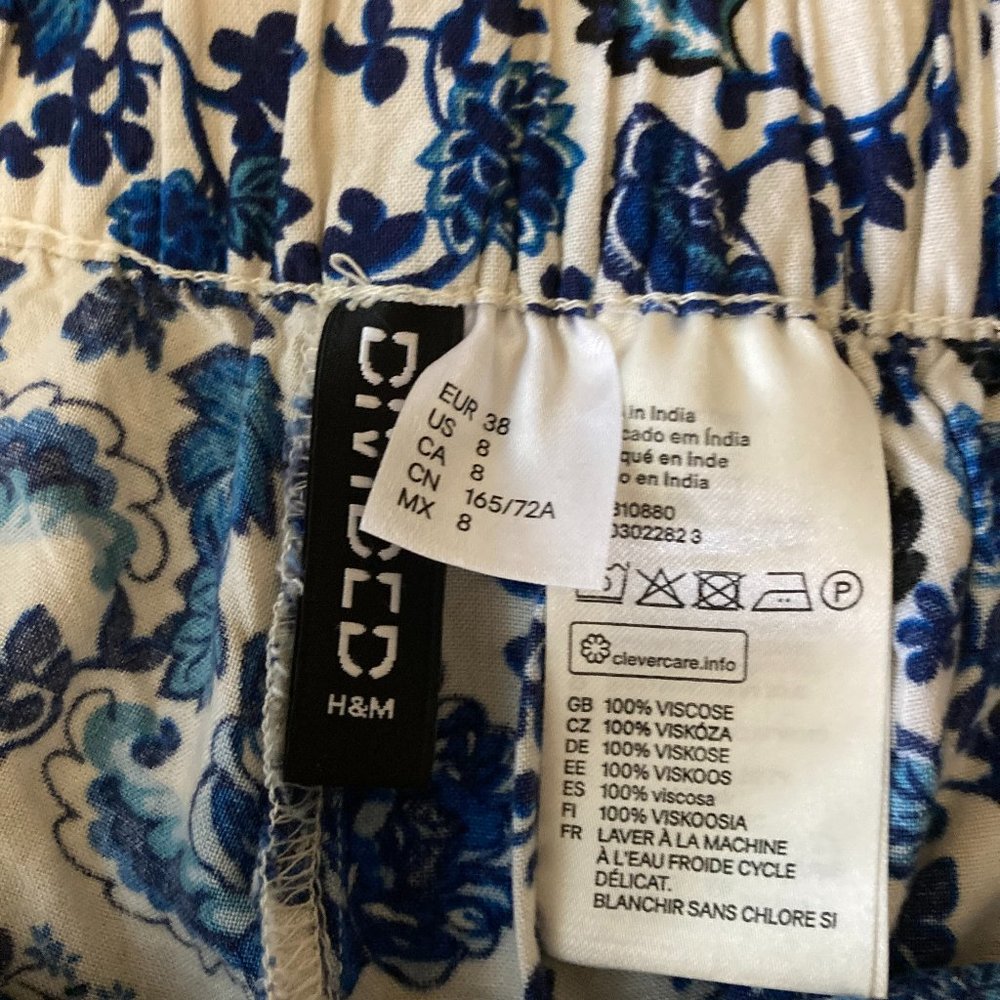 DIVIDED
H&M
EUR 38
US 8
CA 8
CN 165/72A
MX 8
in India
cado em Índia
qué en Inde
o en India
810880
0302282 3
P
clevercare.info
GB 100% VISCOSE
CZ 100% VISKÓZA
DE 100% VISKOSE
EE 100% VISKOOS
ES 100% viscosa
FI 100% VISKOOSIA
FR LAVER À LA MACHINE
À L'EAU FROIDE CYCLE
DÉLICAT.
BLANCHIR SANS CHLORE SI